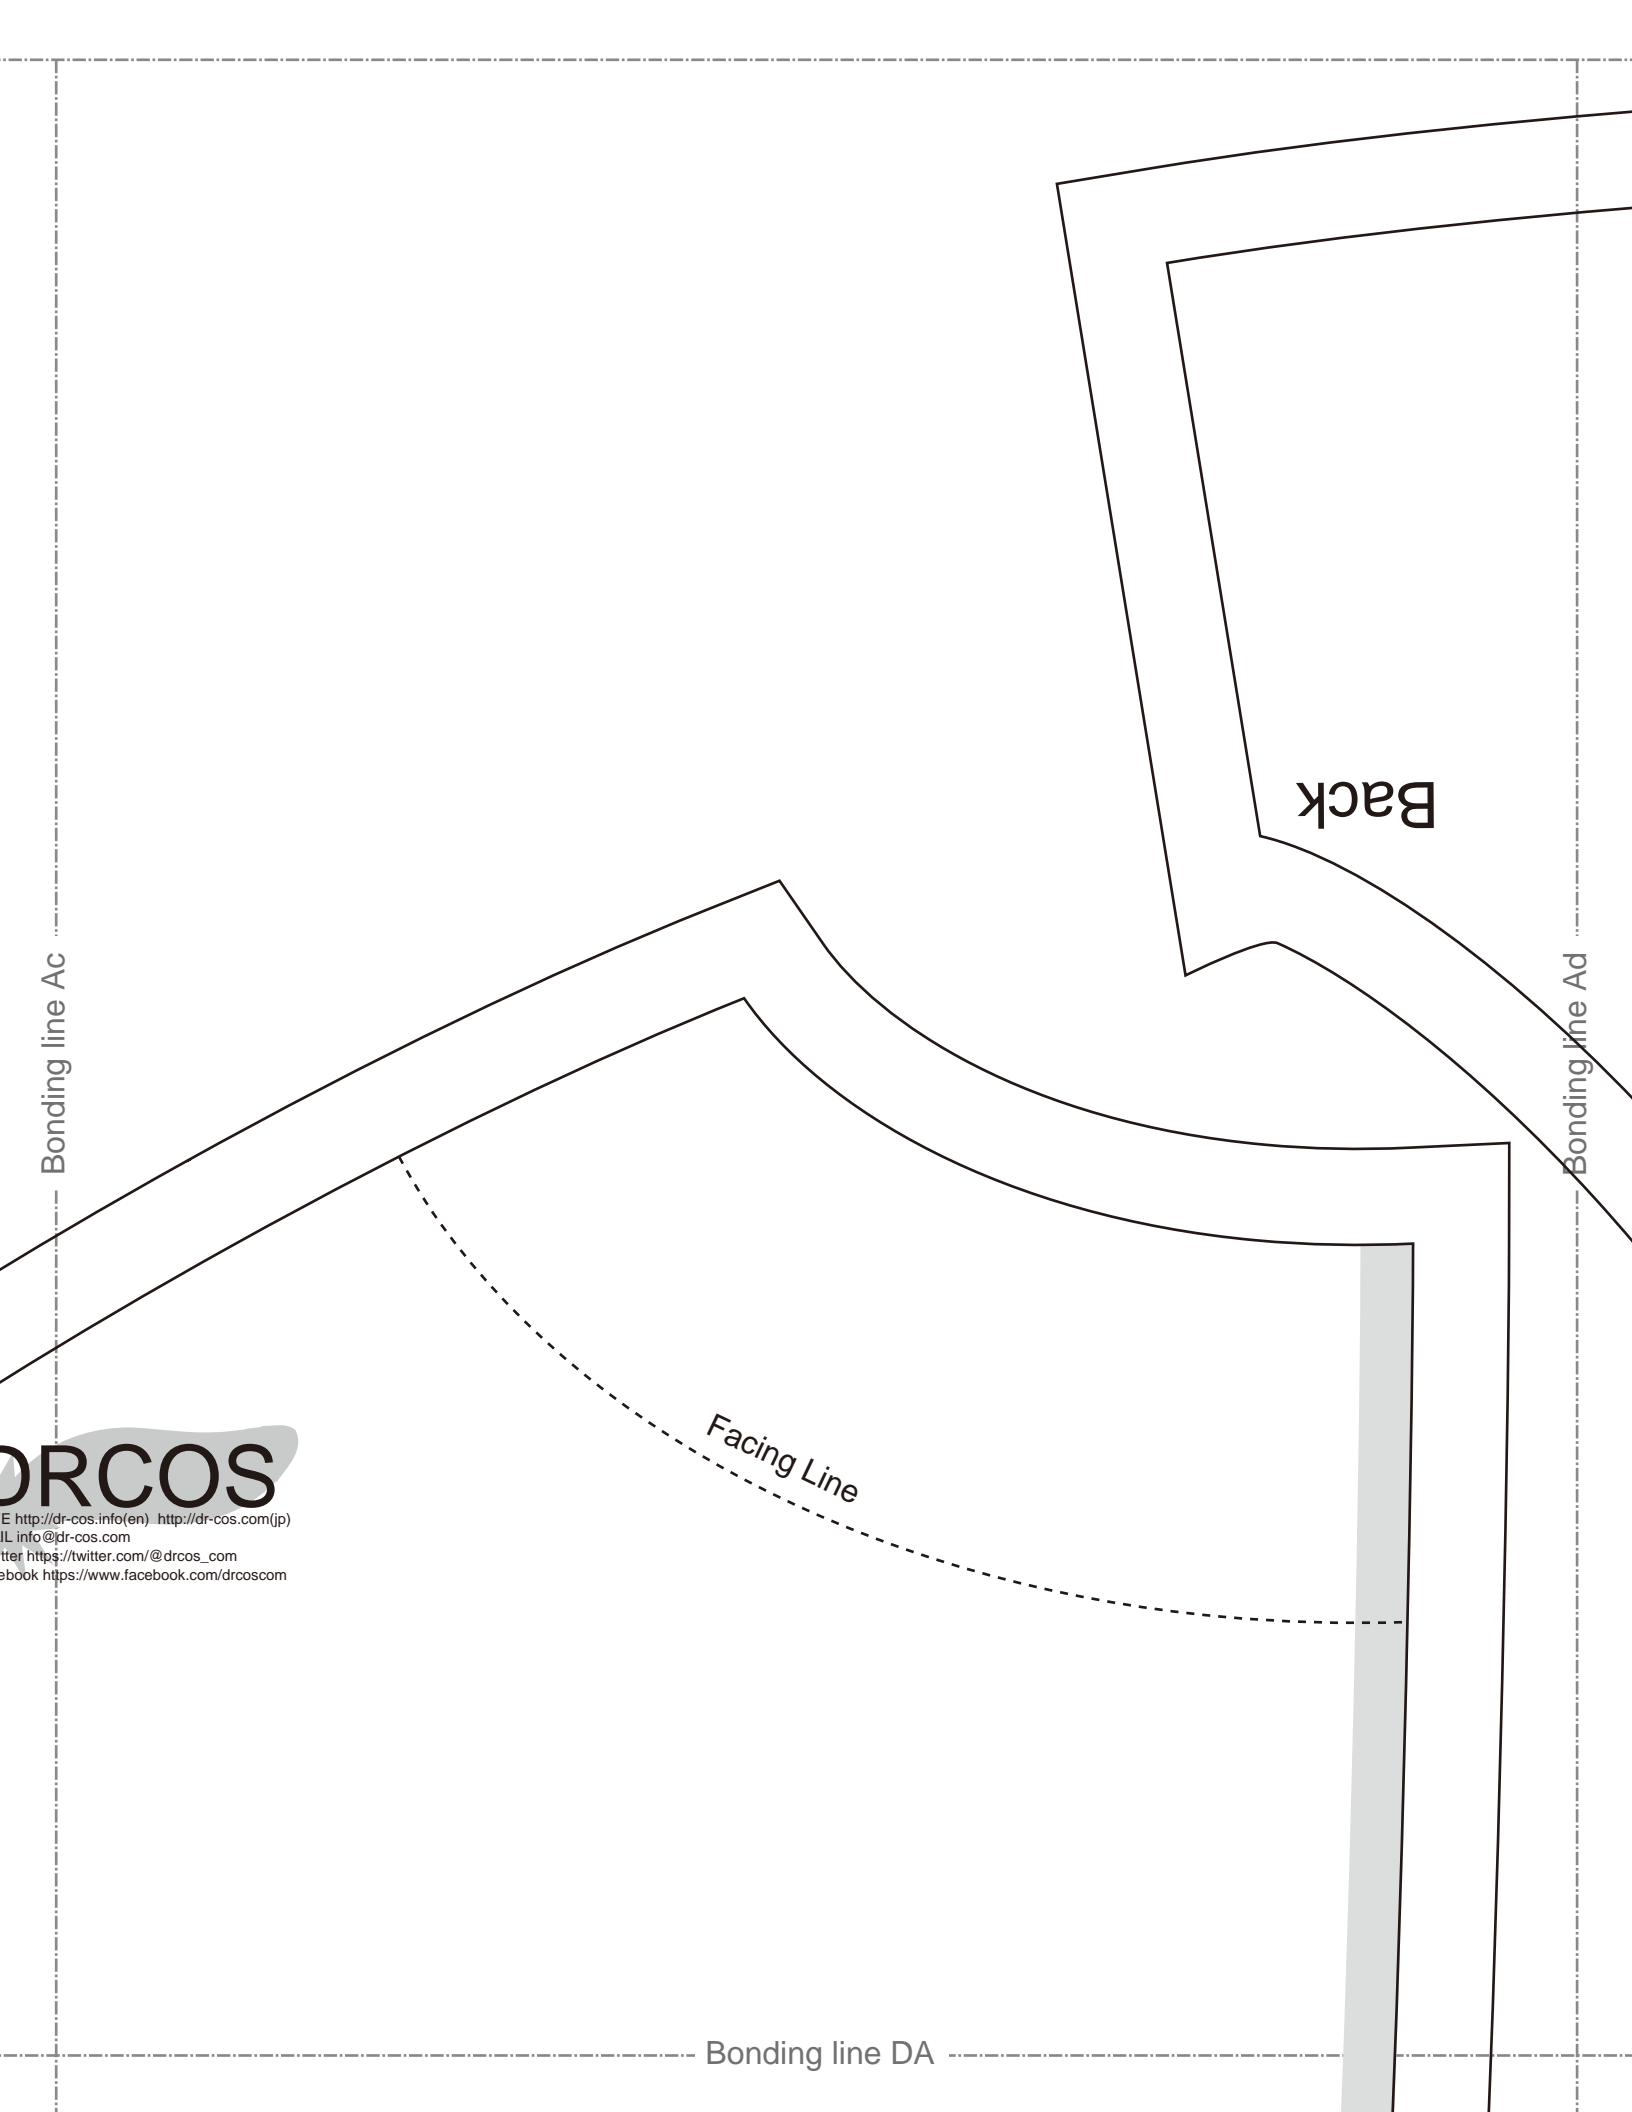 Back
Bonding line Ac
Bonding line Ad
Facing Line
DRCOS
E http://dr-cos.info(en) http://dr-cos.com(jp)
IL info@dr-cos.com
tter https://twitter.com/@drcos_com
ebook https://www.facebook.com/drcoscom
Bonding line DA